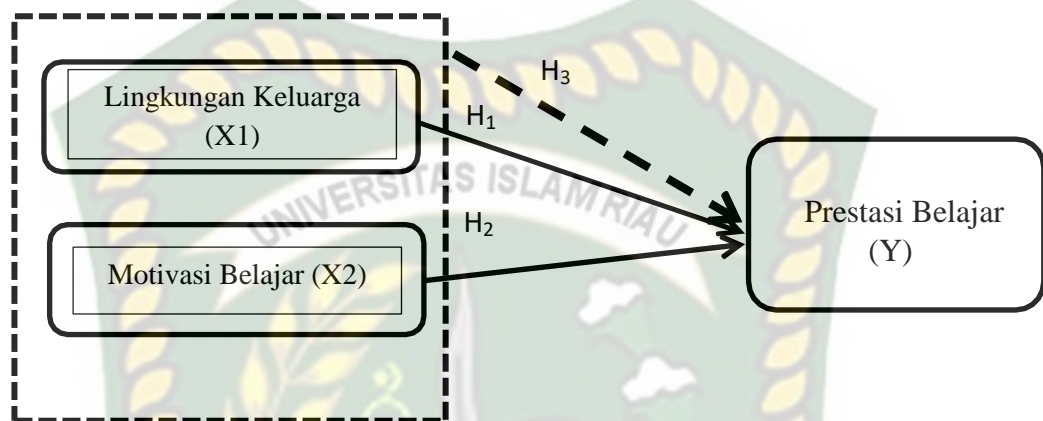 Lingkungan Keluarga
(X1)
H₃
H₁
UNIVERSITAS ISLAM RIAU
H₂
Motivasi Belajar (X2)
Prestasi Belajar
(Y)